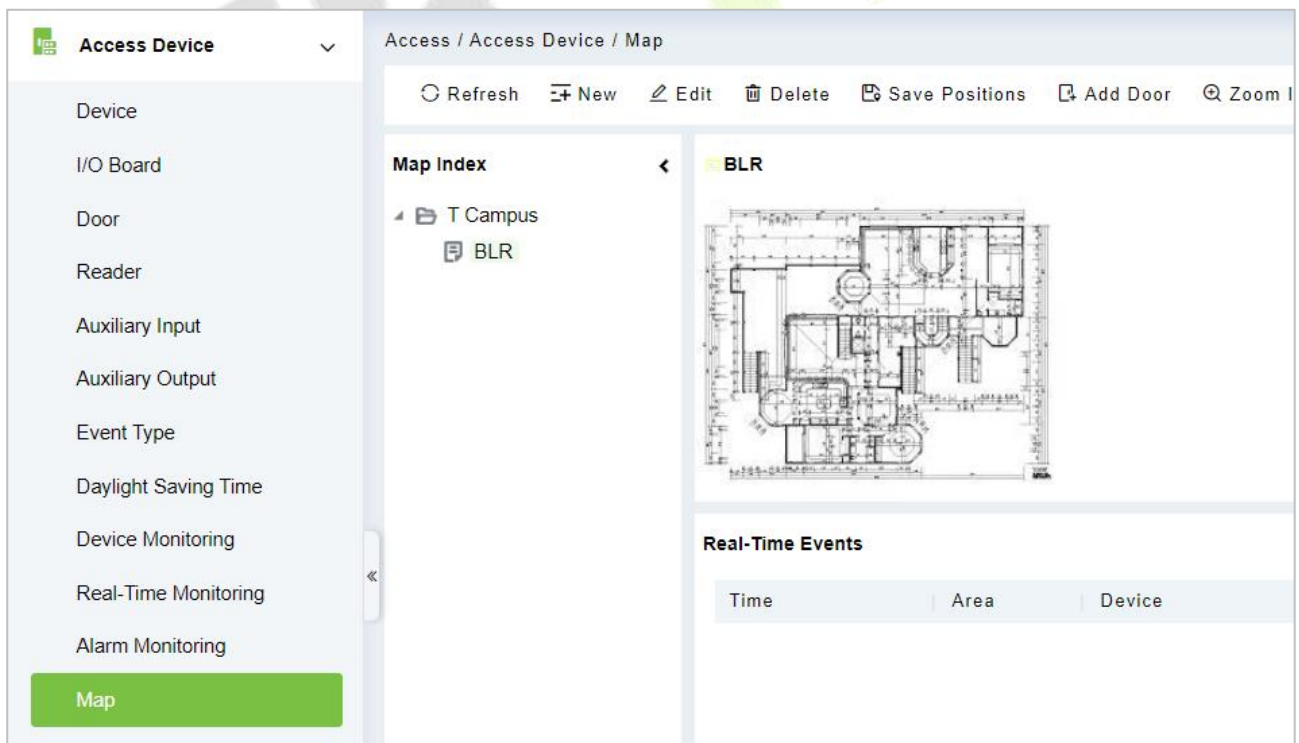 Access Device
Device
I/O Board
Door
Reader
Auxiliary Input
Auxiliary Output
Event Type
Daylight Saving Time
Device Monitoring
Real-Time Monitoring
Alarm Monitoring
Map
Access / Access Device / Map
Refresh New Edit Delete Save Positions Add Door Zoom
Map Index
T Campus
BLR
BLR
Real-Time Events
Time Area Device